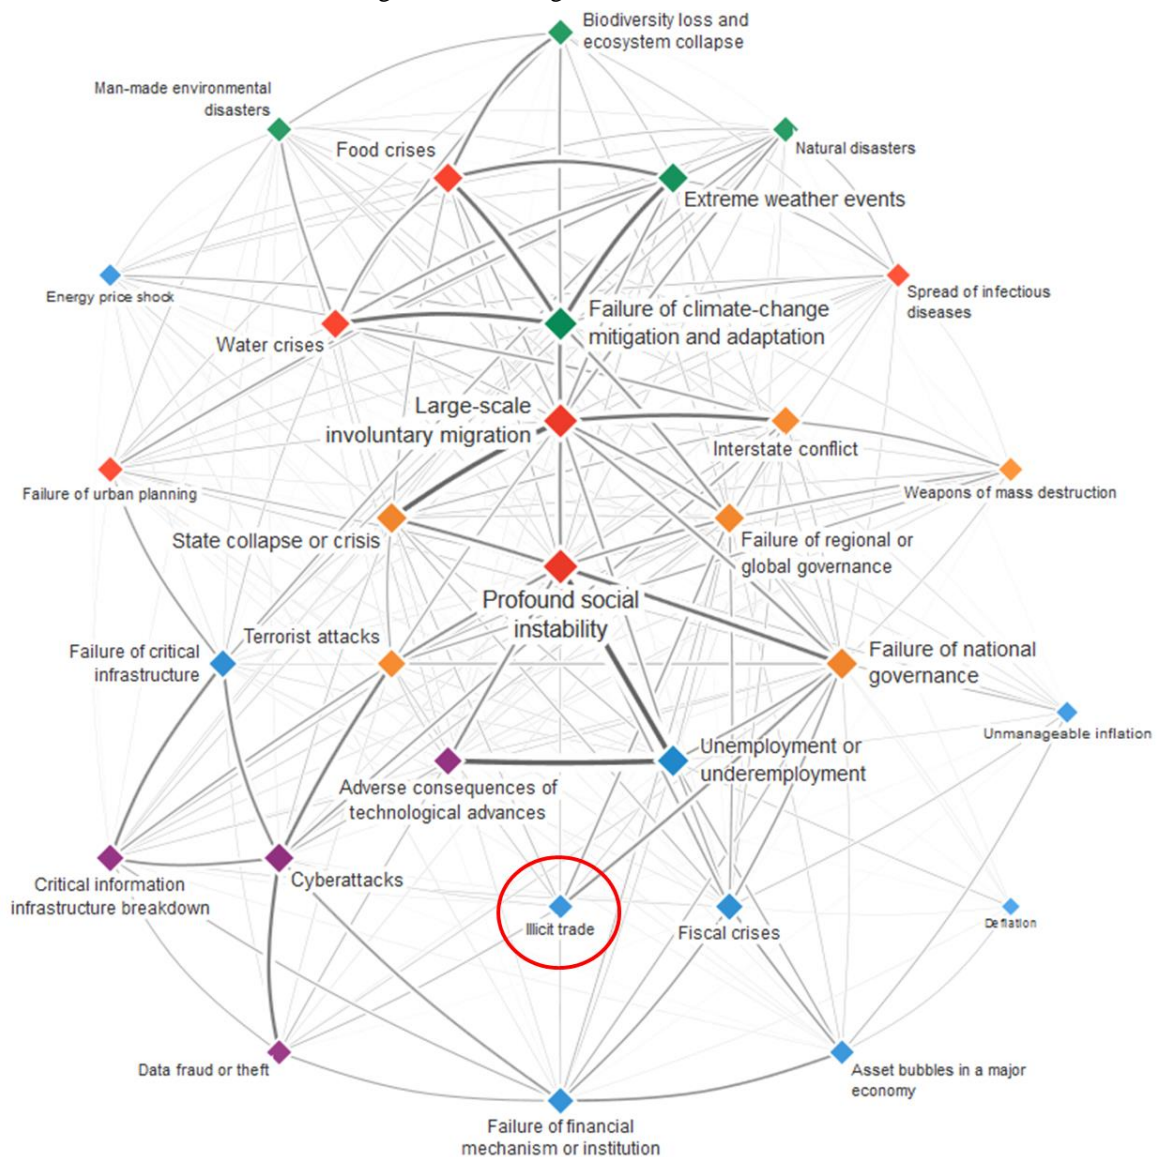 Biodiversity loss and
ecosystem collapse
Man-made environmental
disasters
Food crises
Natural disasters
Extreme weather events
Energy price shock
Spread of infectious
diseases
Failure of climate-change
mitigation and adaptation
Water crises
Large-scale
involuntary migration
Interstate conflict
Failure of urban planning
Weapons of mass destruction
State collapse or crisis
Failure of regional or
global governance
Profound social
instability
Terrorist attacks
Failure of critical
infrastructure
Failure of national
governance
Unmanageable inflation
Unemployment or
underemployment
Adverse consequences of
technological advances
Critical information
infrastructure breakdown
Cyberattacks
Illicit trade
Fiscal crises
Deflation
Data fraud or theft
Asset bubbles in a major
economy
Failure of financial
mechanism or institution